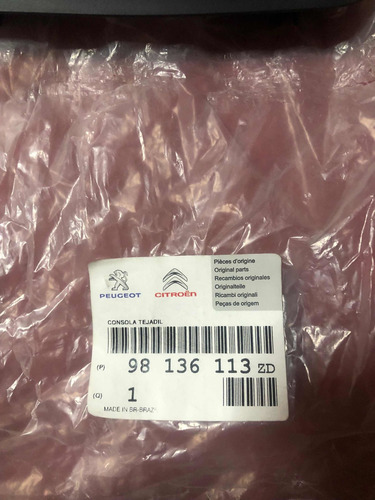 PEUGEOT
CITROËN
Pièces d'origine
Original parts
Recambios originales
Originalteile
Ricambi originali
Peças de origem
CONSOLA TEJADIL
(P) 98 136 113 ZD
(Q) 1
MADE IN BR-BRAZI